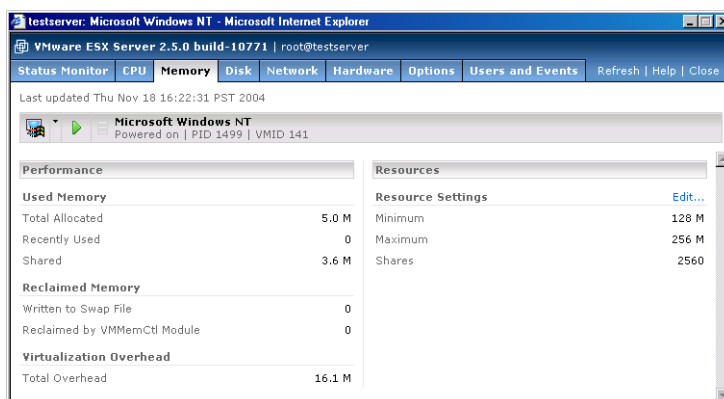 testserver: Microsoft Windows NT - Microsoft Internet Explorer
VMware ESX Server 2.5.0 build-10771 | root@testserver
Status Monitor CPU Memory Disk Network Hardware Options Users and Events Refresh | Help | Close
Last updated Thu Nov 18 16:22:31 PST 2004
Microsoft Windows NT
Powered on | PID 1499 | VMID 141
Performance
Used Memory
Total Allocated 5.0 M
Recently Used 0
Shared 3.6 M
Reclaimed Memory
Written to Swap File 0
Reclaimed by VMMemCtl Module 0
Virtualization Overhead
Total Overhead 16.1 M
Resources
Resource Settings Edit...
Minimum 128 M
Maximum 256 M
Shares 2560